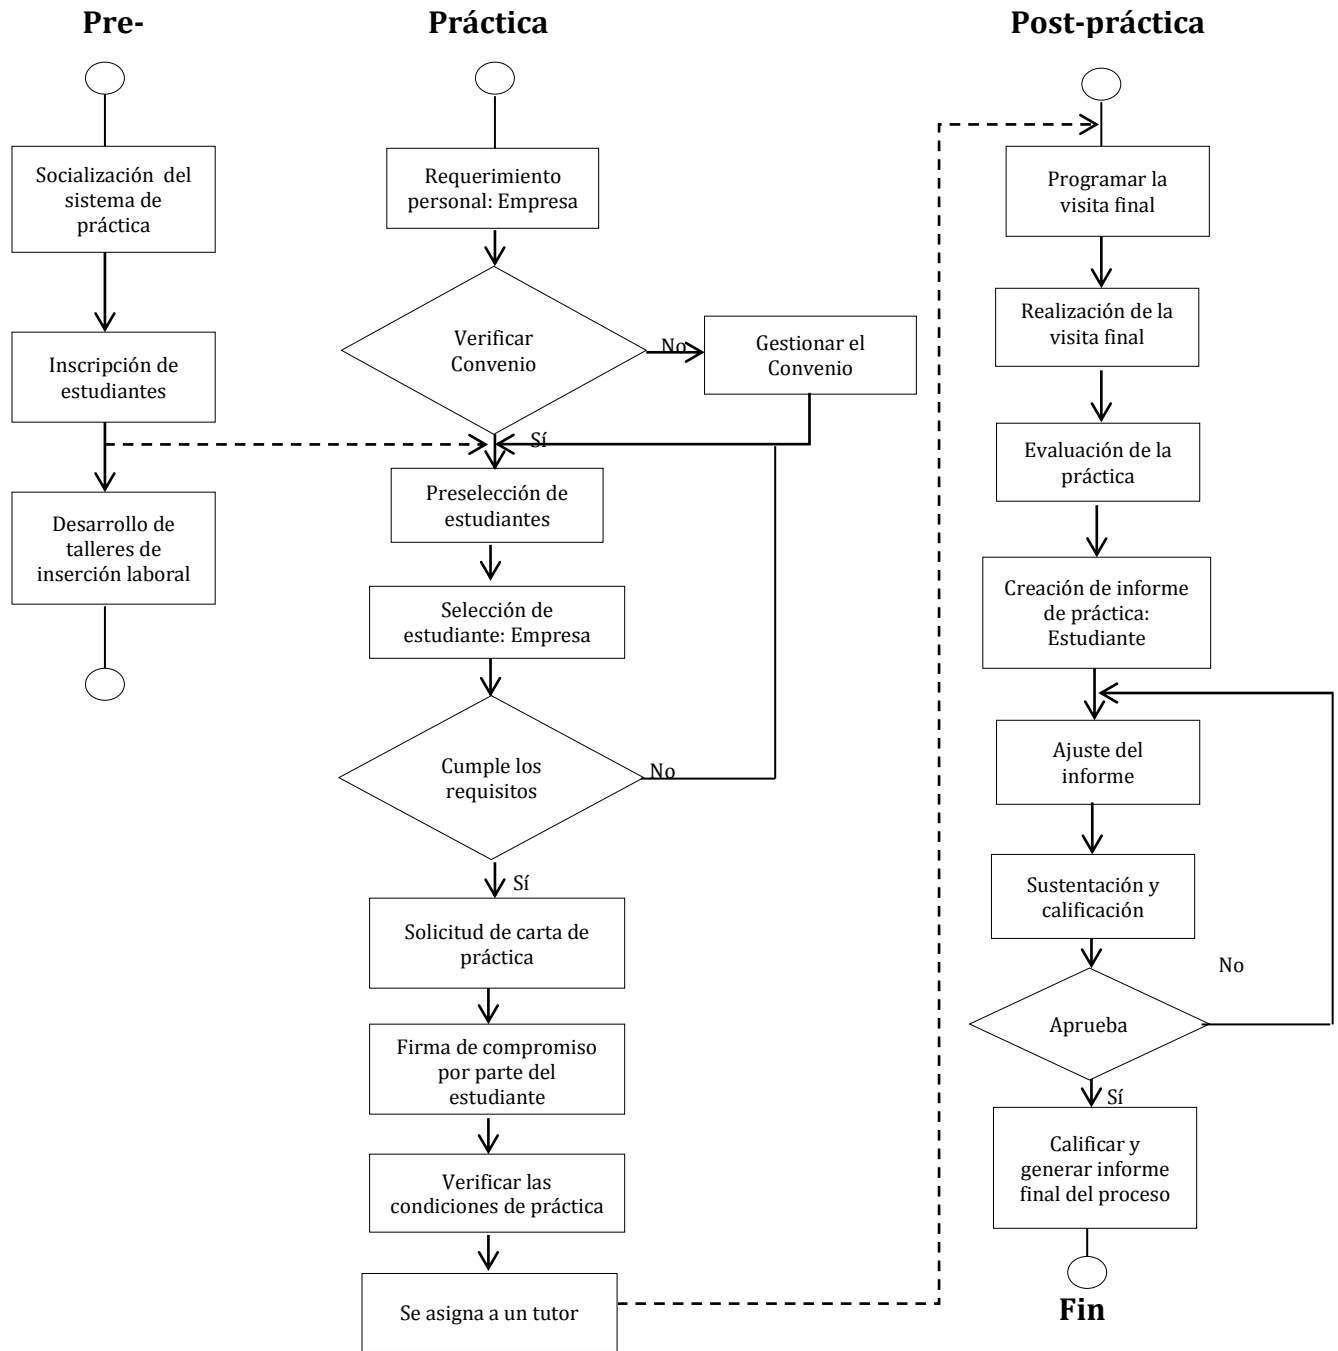 Pre-
Socialización del
sistema de
práctica
Inscripción de
estudiantes
Desarrollo de
talleres de
inserción laboral
Práctica
Requerimiento
personal: Empresa
Verificar
Convenio
No
Gestionar el
Convenio
Sí
Preselección de
estudiantes
Selección de
estudiante: Empresa
Cumple los
requisitos
No
Sí
Solicitud de carta de
práctica
Firma de compromiso
por parte del
estudiante
Verificar las
condiciones de práctica
Se asigna a un tutor
Post-práctica
Programar la
visita final
Realización de la
visita final
Evaluación de la
práctica
Creación de informe
de práctica:
Estudiante
Ajuste del
informe
Sustentación y
calificación
No
Aprueba
Sí
Calificar y
generar informe
final del proceso
Fin